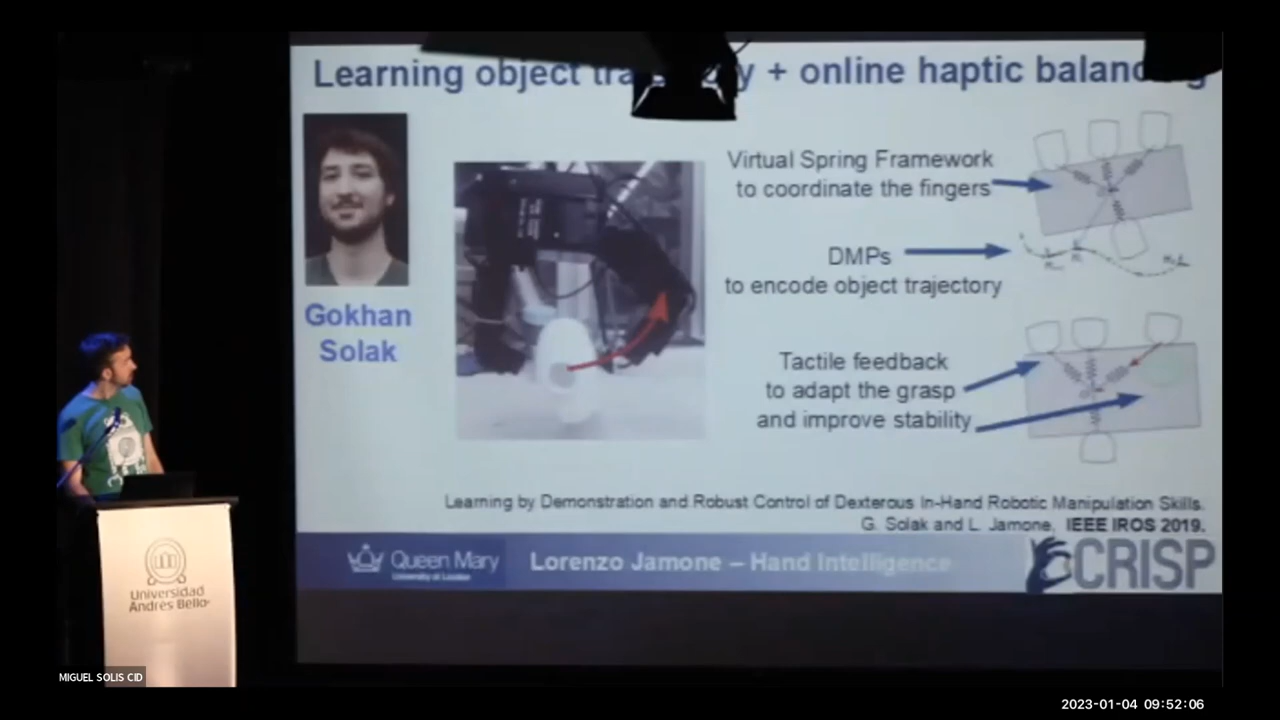 Learning object y + online haptic balanc g
Gokhan
Solak
Virtual Spring Framework
to coordinate the fingers
DMPs
to encode object trajectory
Tactile feedback
to adapt the grasp
and improve stability
Learning by Demonstration and Robust Control of Dexterous In-Hand Robotic Manipulation Skills.
G. Solak and L. Jamone, IEEE IROS 2019.
Queen Mary
University of London
Lorenzo Jamone – Hand Intelligence
CRISP
Universidad
Andrés Bello
MIGUEL SOLIS CID
2023-01-04 09:52:06